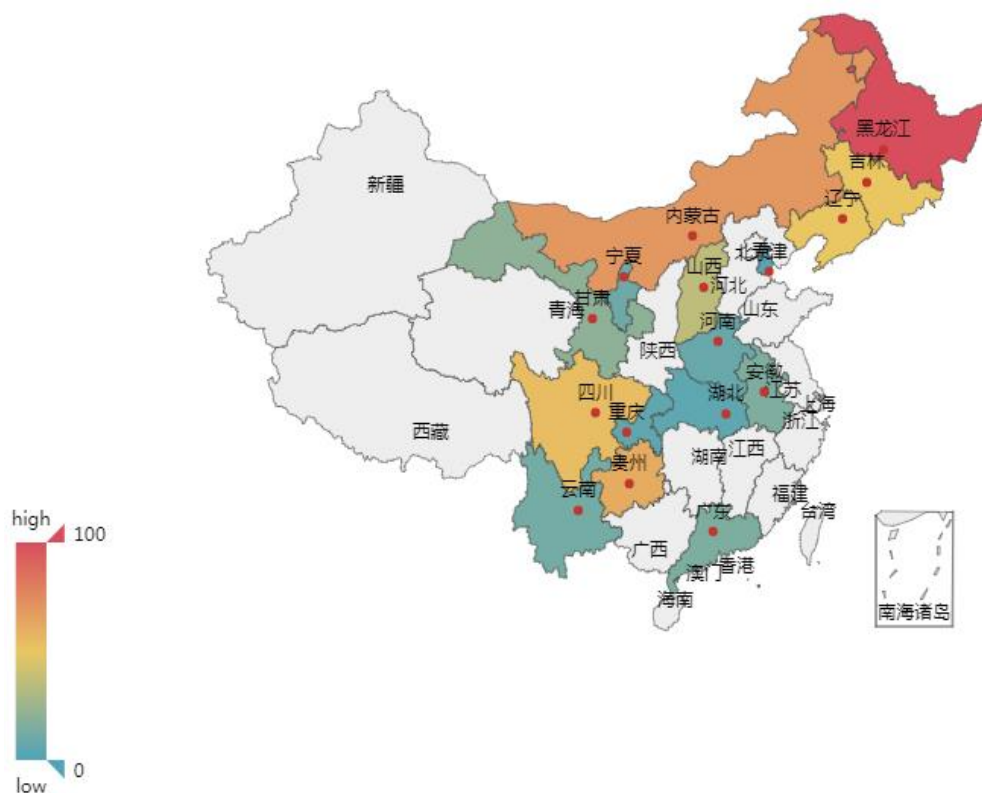 黑龙江
吉林
新疆
辽宁
内蒙古
宁夏
北京
天津
山西
河北
甘肃
青海
山东
河南
陕西
安徽
四川
江苏
湖北
上海
重庆
浙江
西藏
江西
湖南
贵州
云南
福建
台湾
广东
广西
香港
澳门
海南
南海诸岛
high
100
0
low